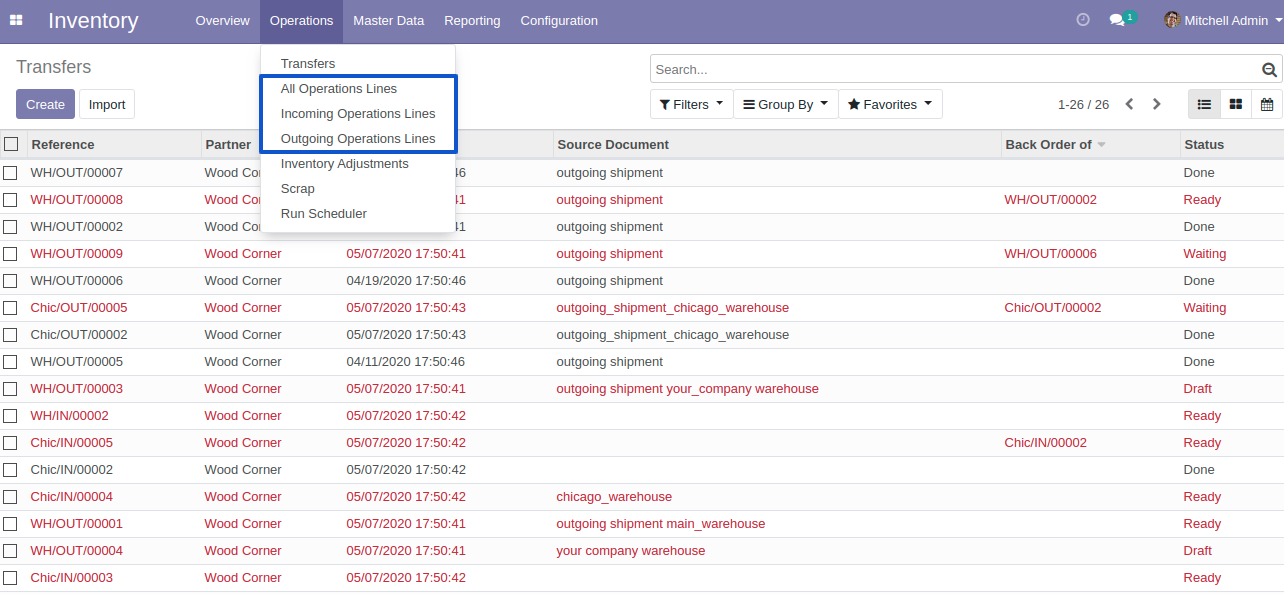 Inventory Overview Operations Master Data Reporting Configuration 1 Mitchell Admin
Transfers
Search...
Create Import
Filters Group By Favorites 1-26 / 26
Transfers
All Operations Lines
Incoming Operations Lines
Outgoing Operations Lines
Inventory Adjustments
Scrap
Run Scheduler
Reference Partner Source Document Back Order of Status
WH/OUT/00007 Wood Co 46 outgoing shipment Done
WH/OUT/00008 Wood Co 41 outgoing shipment WH/OUT/00002 Ready
WH/OUT/00002 Wood Co 41 outgoing shipment Done
WH/OUT/00009 Wood Corner 05/07/2020 17:50:41 outgoing shipment WH/OUT/00006 Waiting
WH/OUT/00006 Wood Corner 04/19/2020 17:50:46 outgoing shipment Done
Chic/OUT/00005 Wood Corner 05/07/2020 17:50:43 outgoing_shipment_chicago_warehouse Chic/OUT/00002 Waiting
Chic/OUT/00002 Wood Corner 05/07/2020 17:50:43 outgoing_shipment_chicago_warehouse Done
WH/OUT/00005 Wood Corner 04/11/2020 17:50:46 outgoing shipment Done
WH/OUT/00003 Wood Corner 05/07/2020 17:50:41 outgoing shipment your_company warehouse Draft
WH/IN/00002 Wood Corner 05/07/2020 17:50:42 Ready
Chic/IN/00005 Wood Corner 05/07/2020 17:50:42 Chic/IN/00002 Ready
Chic/IN/00002 Wood Corner 05/07/2020 17:50:42 Done
Chic/IN/00004 Wood Corner 05/07/2020 17:50:42 chicago_warehouse Ready
WH/OUT/00001 Wood Corner 05/07/2020 17:50:41 outgoing shipment main_warehouse Ready
WH/OUT/00004 Wood Corner 05/07/2020 17:50:41 your company warehouse Draft
Chic/IN/00003 Wood Corner 05/07/2020 17:50:42 Ready